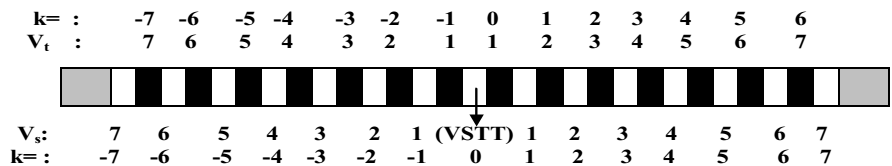 k= : -7 -6 -5 -4 -3 -2 -1 0 1 2 3 4 5 6
Vt : 7 6 5 4 3 2 1 1 2 3 4 5 6 7
Vs: 7 6 5 4 3 2 1 (VSTT) 1 2 3 4 5 6 7
k= : -7 -6 -5 -4 -3 -2 -1 0 1 2 3 4 5 6 7